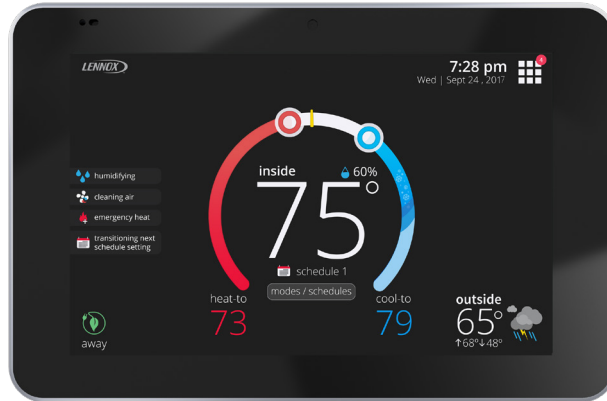 LENNOX
7:28 pm
Wed | Sept 24 , 2017
4
inside
60%
75°
humidifying
cleaning air
emergency heat
transitioning next
schedule setting
schedule 1
modes / schedules
heat-to
73
cool-to
79
outside
65°
↑68°↓48°
away